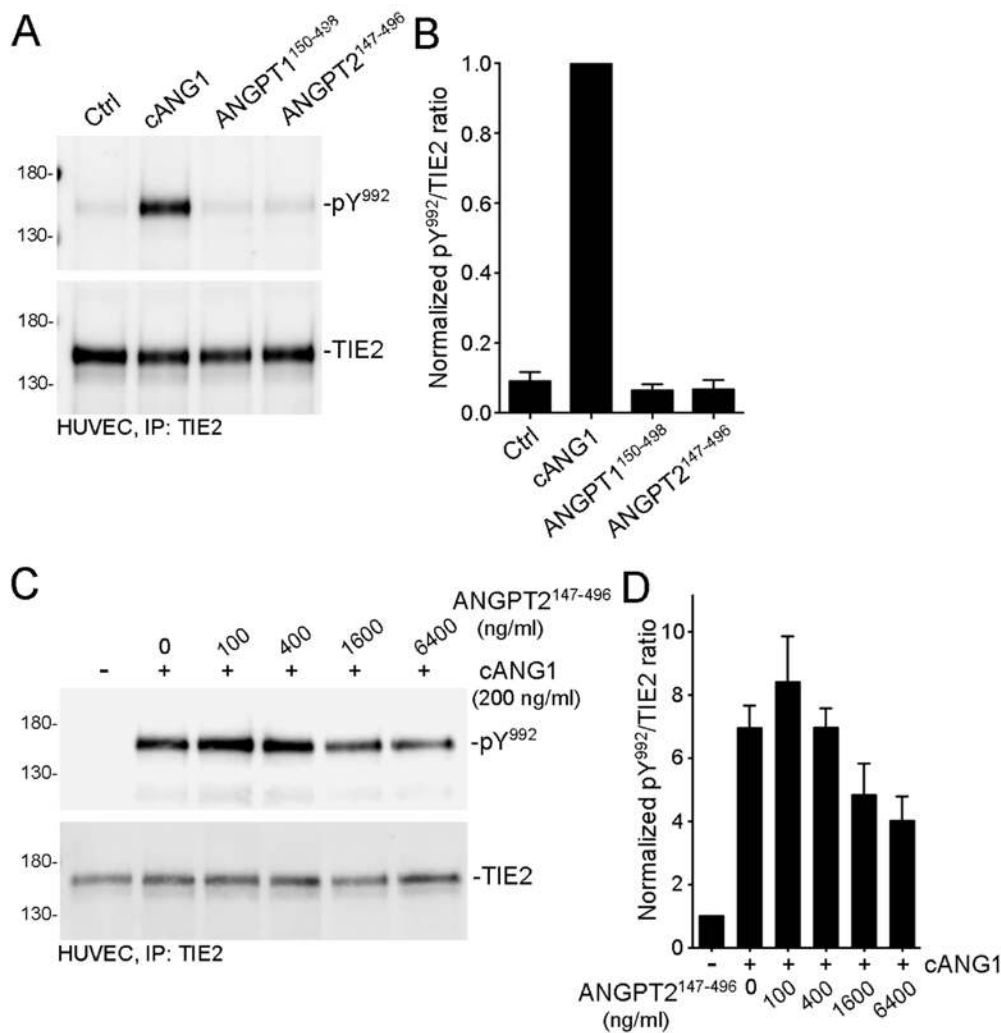 A
Ctrl
cANG1
ANGPT1150-498
ANGPT2147-496
180-
130-
-pY992
180-
130-
-TIE2
HUVEC, IP: TIE2
B
Normalized pY992/TIE2 ratio
1.0
0.8
0.6
0.4
0.2
0.0
Ctrl
cANG1
ANGPT1150-498
ANGPT2147-496
C
ANGPT2147-496
(ng/ml)
0 100 400 1600 6400
- + + + + + cANG1
(200 ng/ml)
180-
130-
-pY992
180-
130-
-TIE2
HUVEC, IP: TIE2
D
Normalized pY992/TIE2 ratio
10
8
6
4
2
0
- + + + + + cANG1
ANGPT2147-496 0 100 400 1600 6400
(ng/ml)